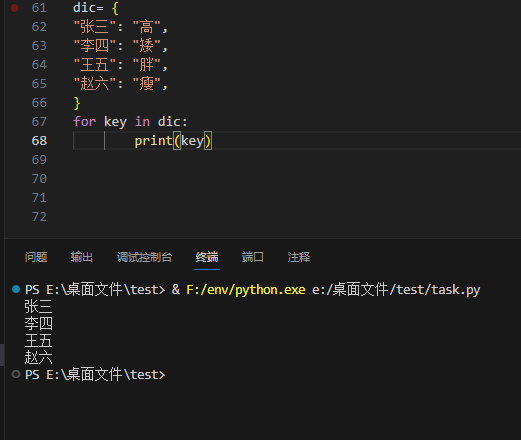 61 dic= {
62 "张三": "高",
63 "李四": "矮",
64 "王五": "胖",
65 "赵六": "瘦",
66 }
67 for key in dic:
68 print(key)
69
70
71
72
问题 输出 调试控制台 终端 端口 注释
PS E:\桌面文件\test> & F:/env/python.exe e:/桌面文件/test/task.py
张三
李四
王五
赵六
PS E:\桌面文件\test>